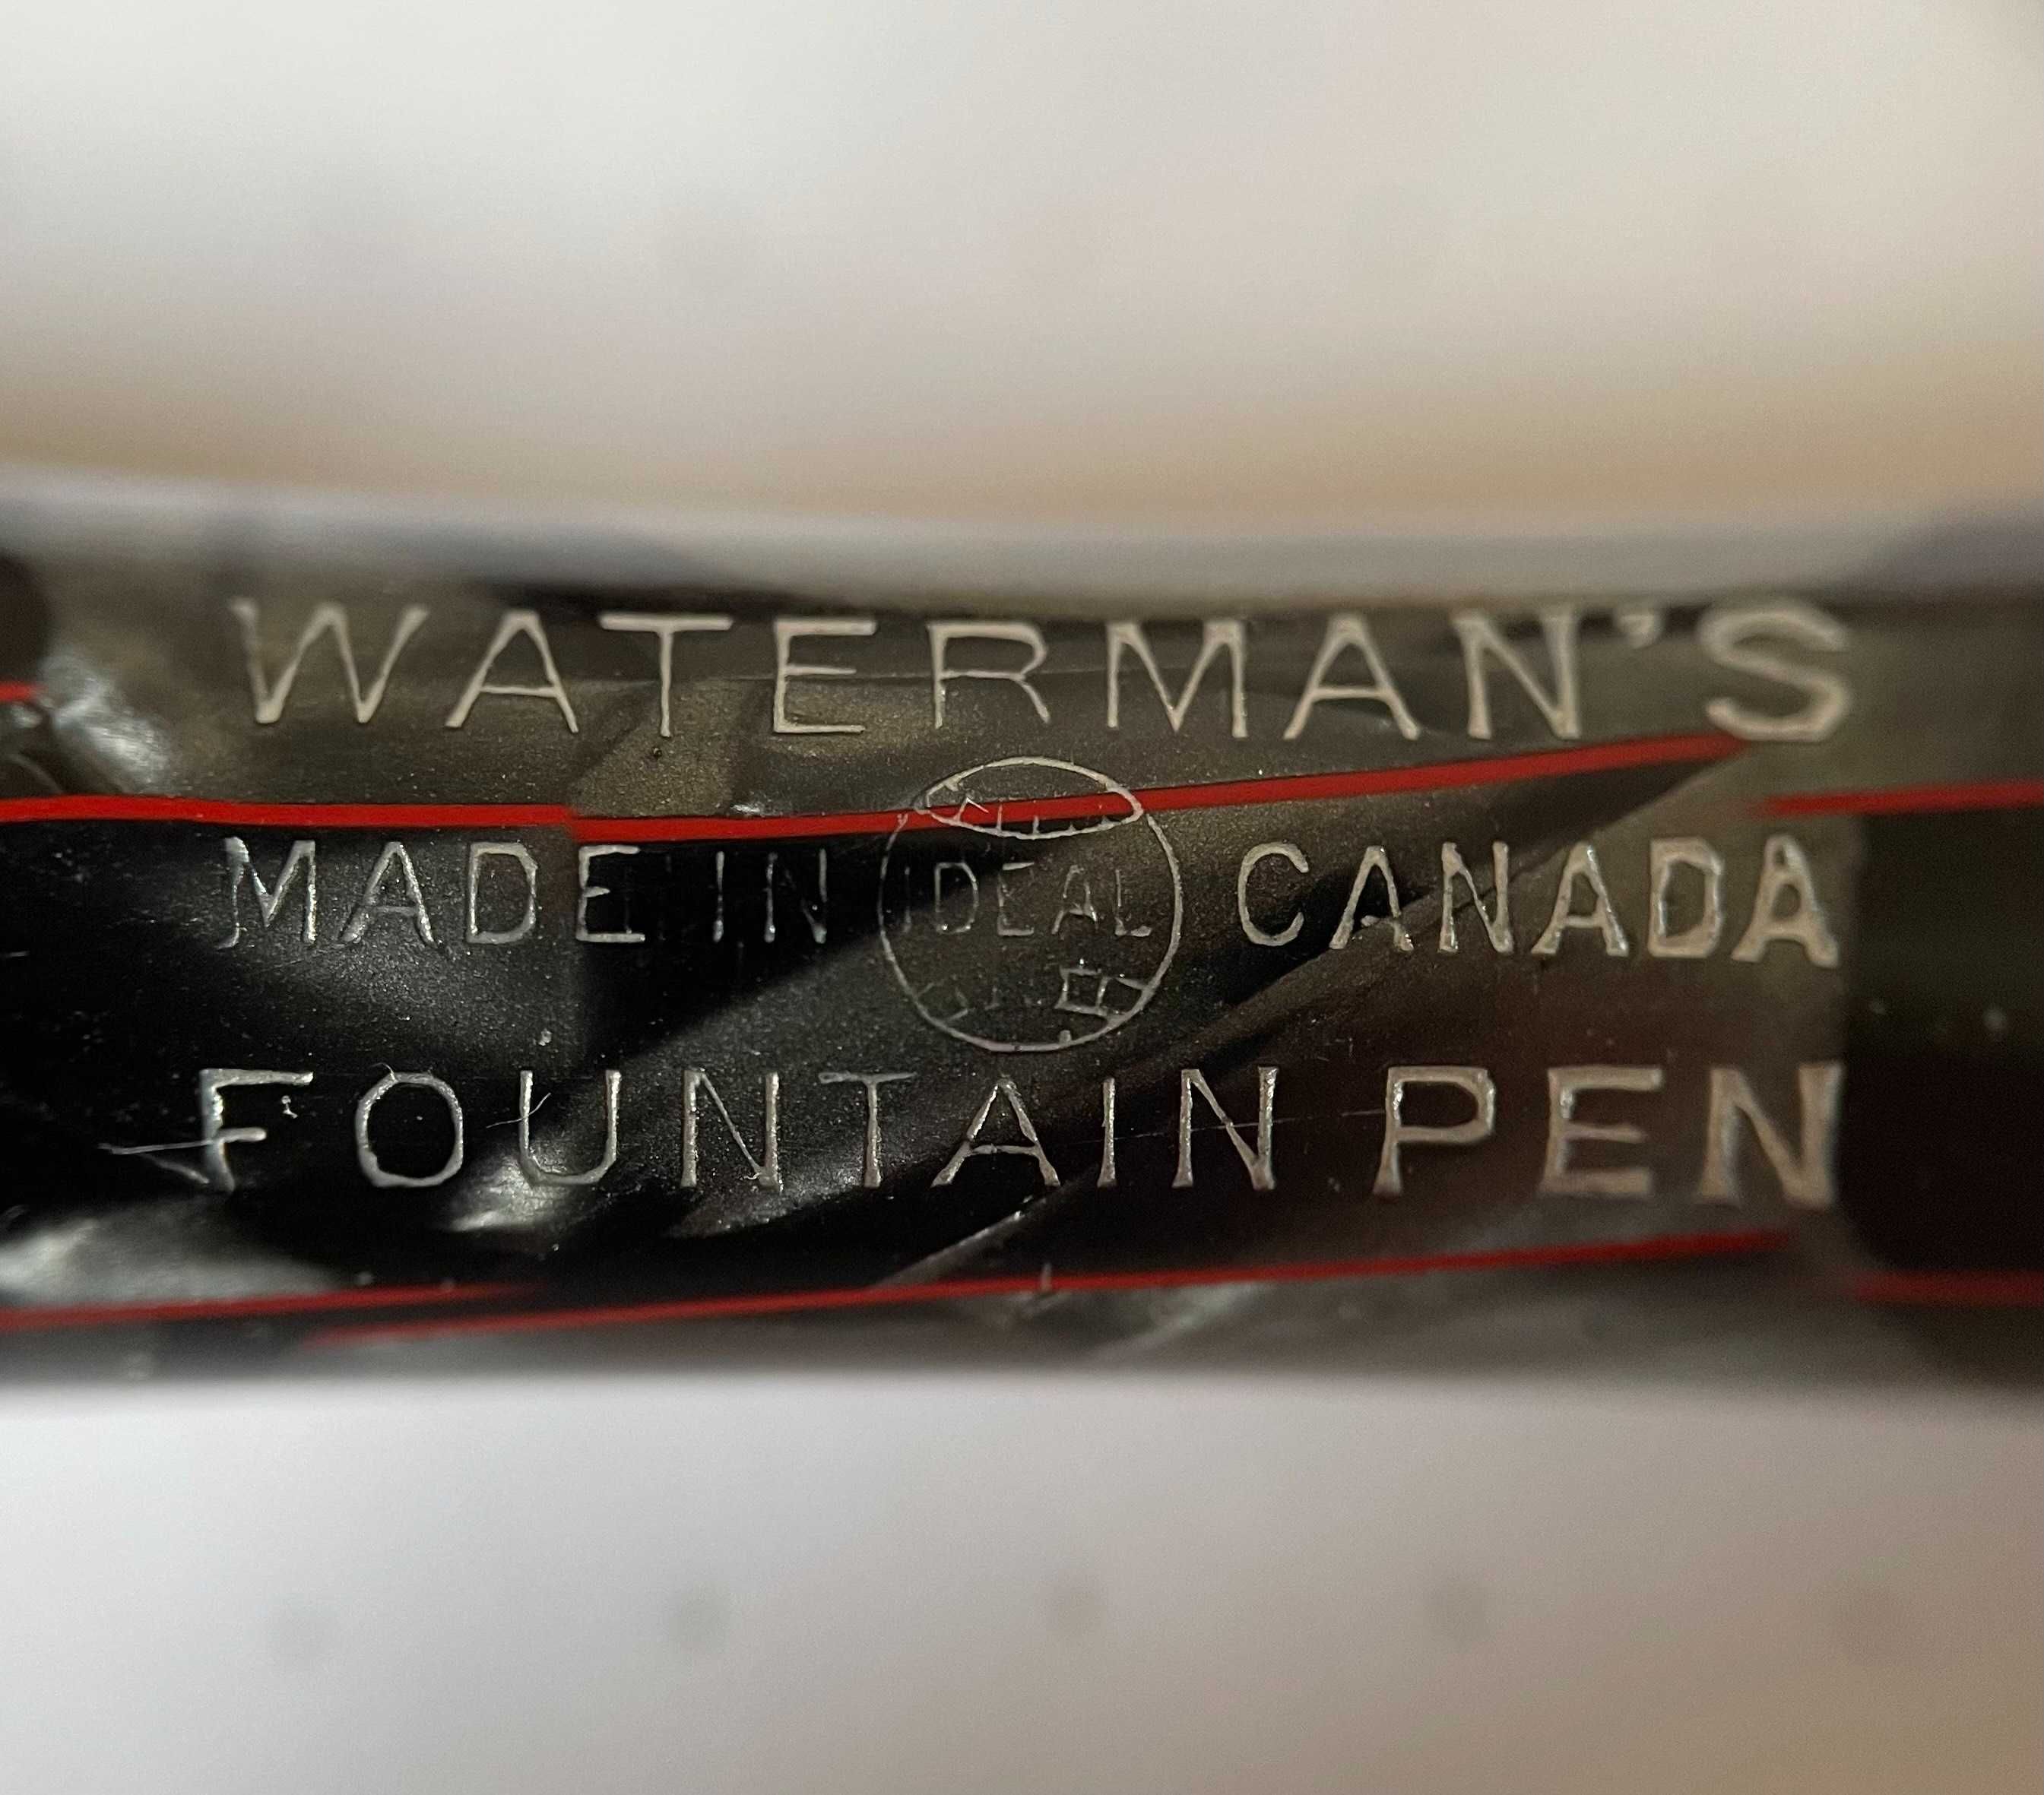 WATERMAN'S
MADE IN IDEAL CANADA
FOUNTAIN PEN